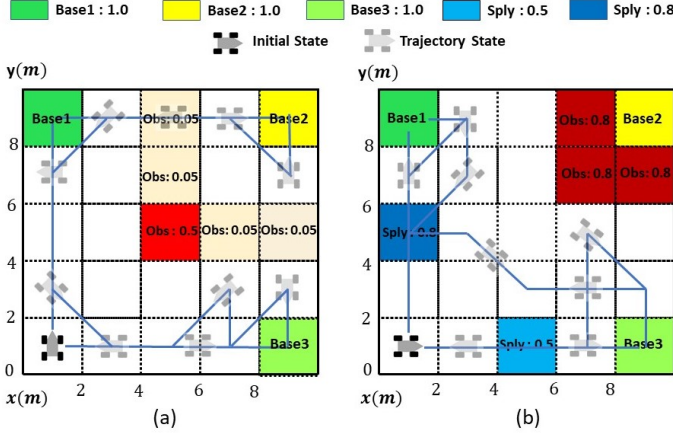 Base1 : 1.0 Base2 : 1.0 Base3 : 1.0 Sply : 0.5 Sply : 0.8
Initial State Trajectory State
y(m) y(m)
Base1 Obs: 0.05 Base2 Base1 Obs: 0.8 Base2
8 8
Obs: 0.05 Obs: 0.8 Obs: 0.8
6 6
Obs : 0.5 Obs: 0.05 Obs: 0.05 Sply : 0.8
4 4
2 2
Base3 Sply : 0.5 Base3
0 0
x(m) 2 4 6 8 x(m) 2 4 6 8
(a) (b)